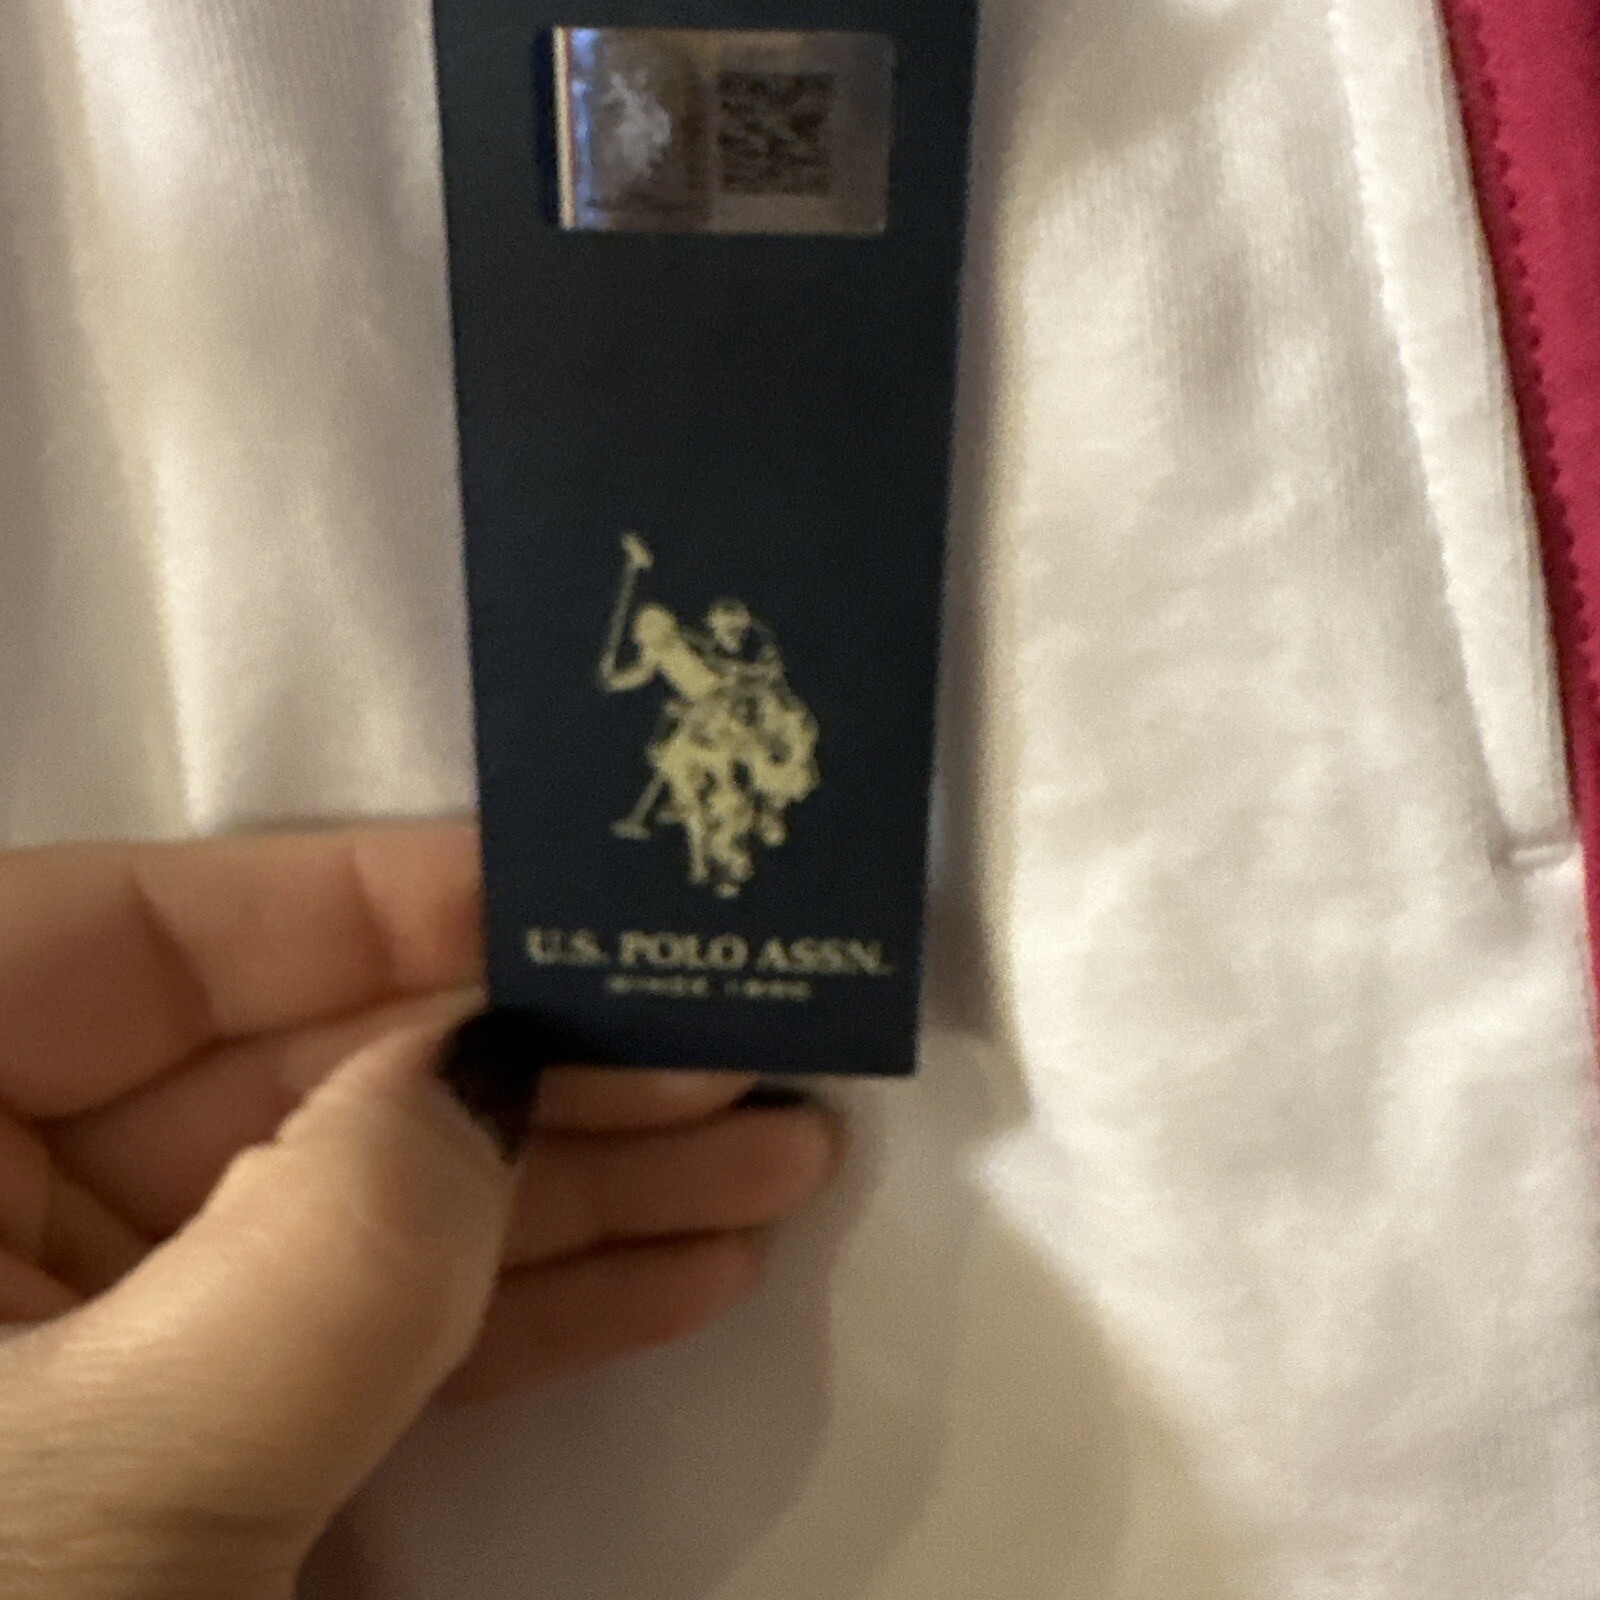 U.S. POLO ASSN.
SINCE 1890